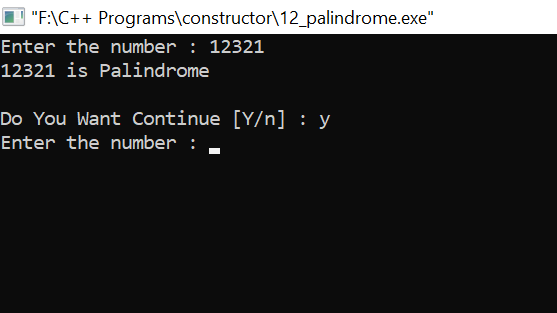 "F:\C++ Programs\constructor\12_palindrome.exe"
Enter the number : 12321
12321 is Palindrome
Do You Want Continue [Y/n] : y
Enter the number :